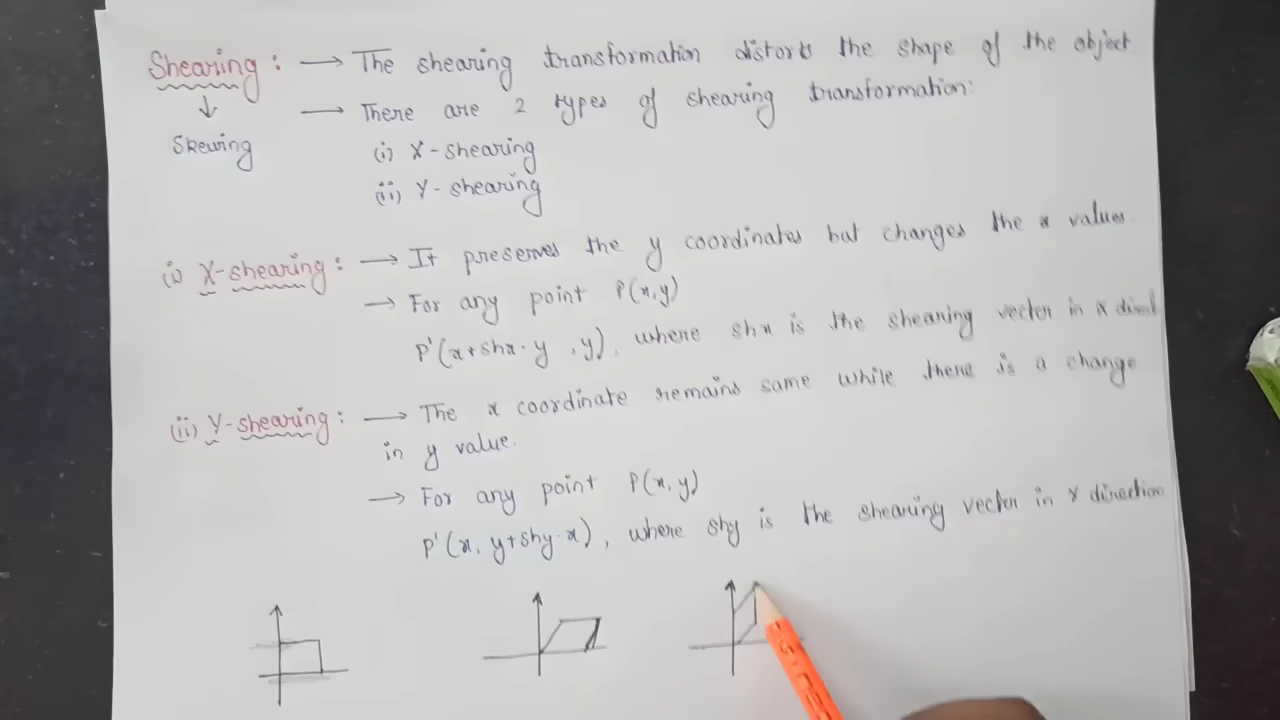 Shearing : → The shearing transformation distorts the shape of the object
↓ → There are 2 types of shearing transformation:
Skewing
(i) X-shearing
(ii) Y-shearing
(i) X-shearing : → It preserves the y coordinates but changes the x values.
→ For any point P(x,y)
P'(x+shx·y ,y), where shx is the shearing vector in X
(ii) Y-shearing : → The x coordinate remains same while there is a change
in y value.
→ For any point P(x,y)
P'(x, y+shy·x), where shy is the shearing vector in Y direction